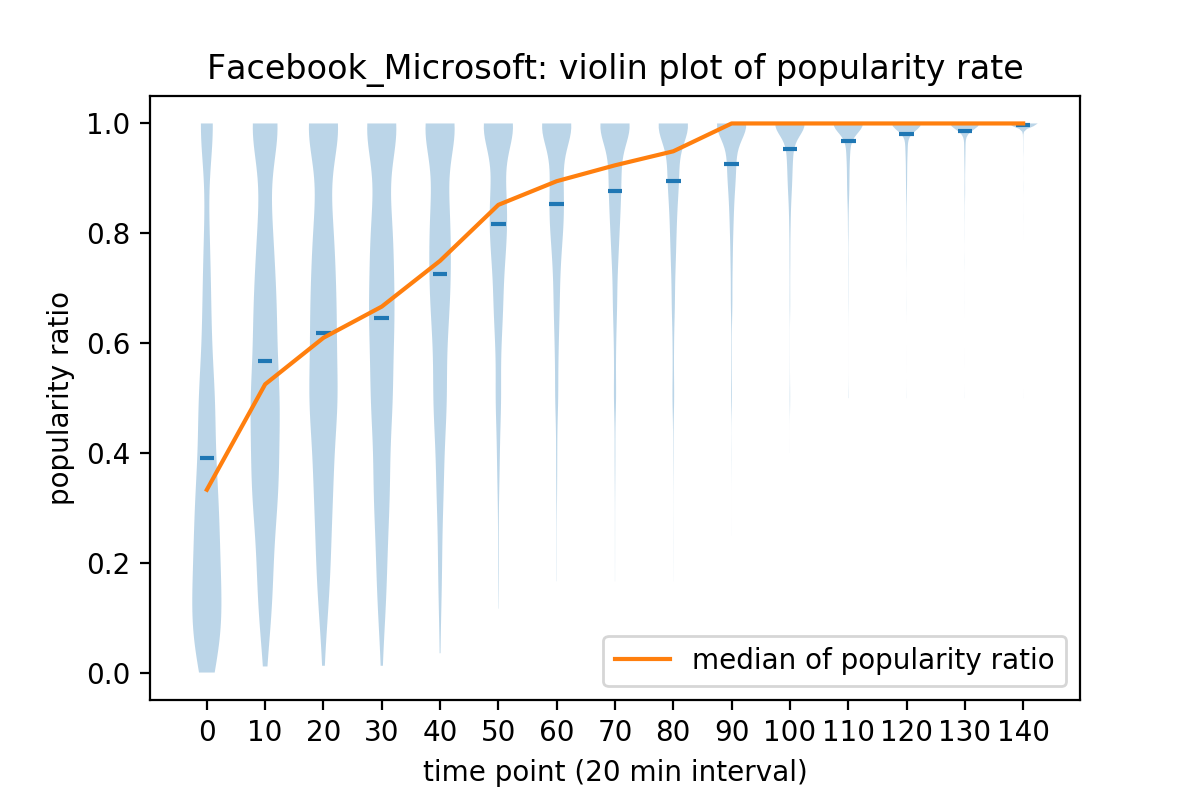 Facebook_Microsoft: violin plot of popularity rate
1.0
0.8
0.6
0.4
0.2
0.0
popularity ratio
median of popularity ratio
0 10 20 30 40 50 60 70 80 90 100 110 120 130 140
time point (20 min interval)